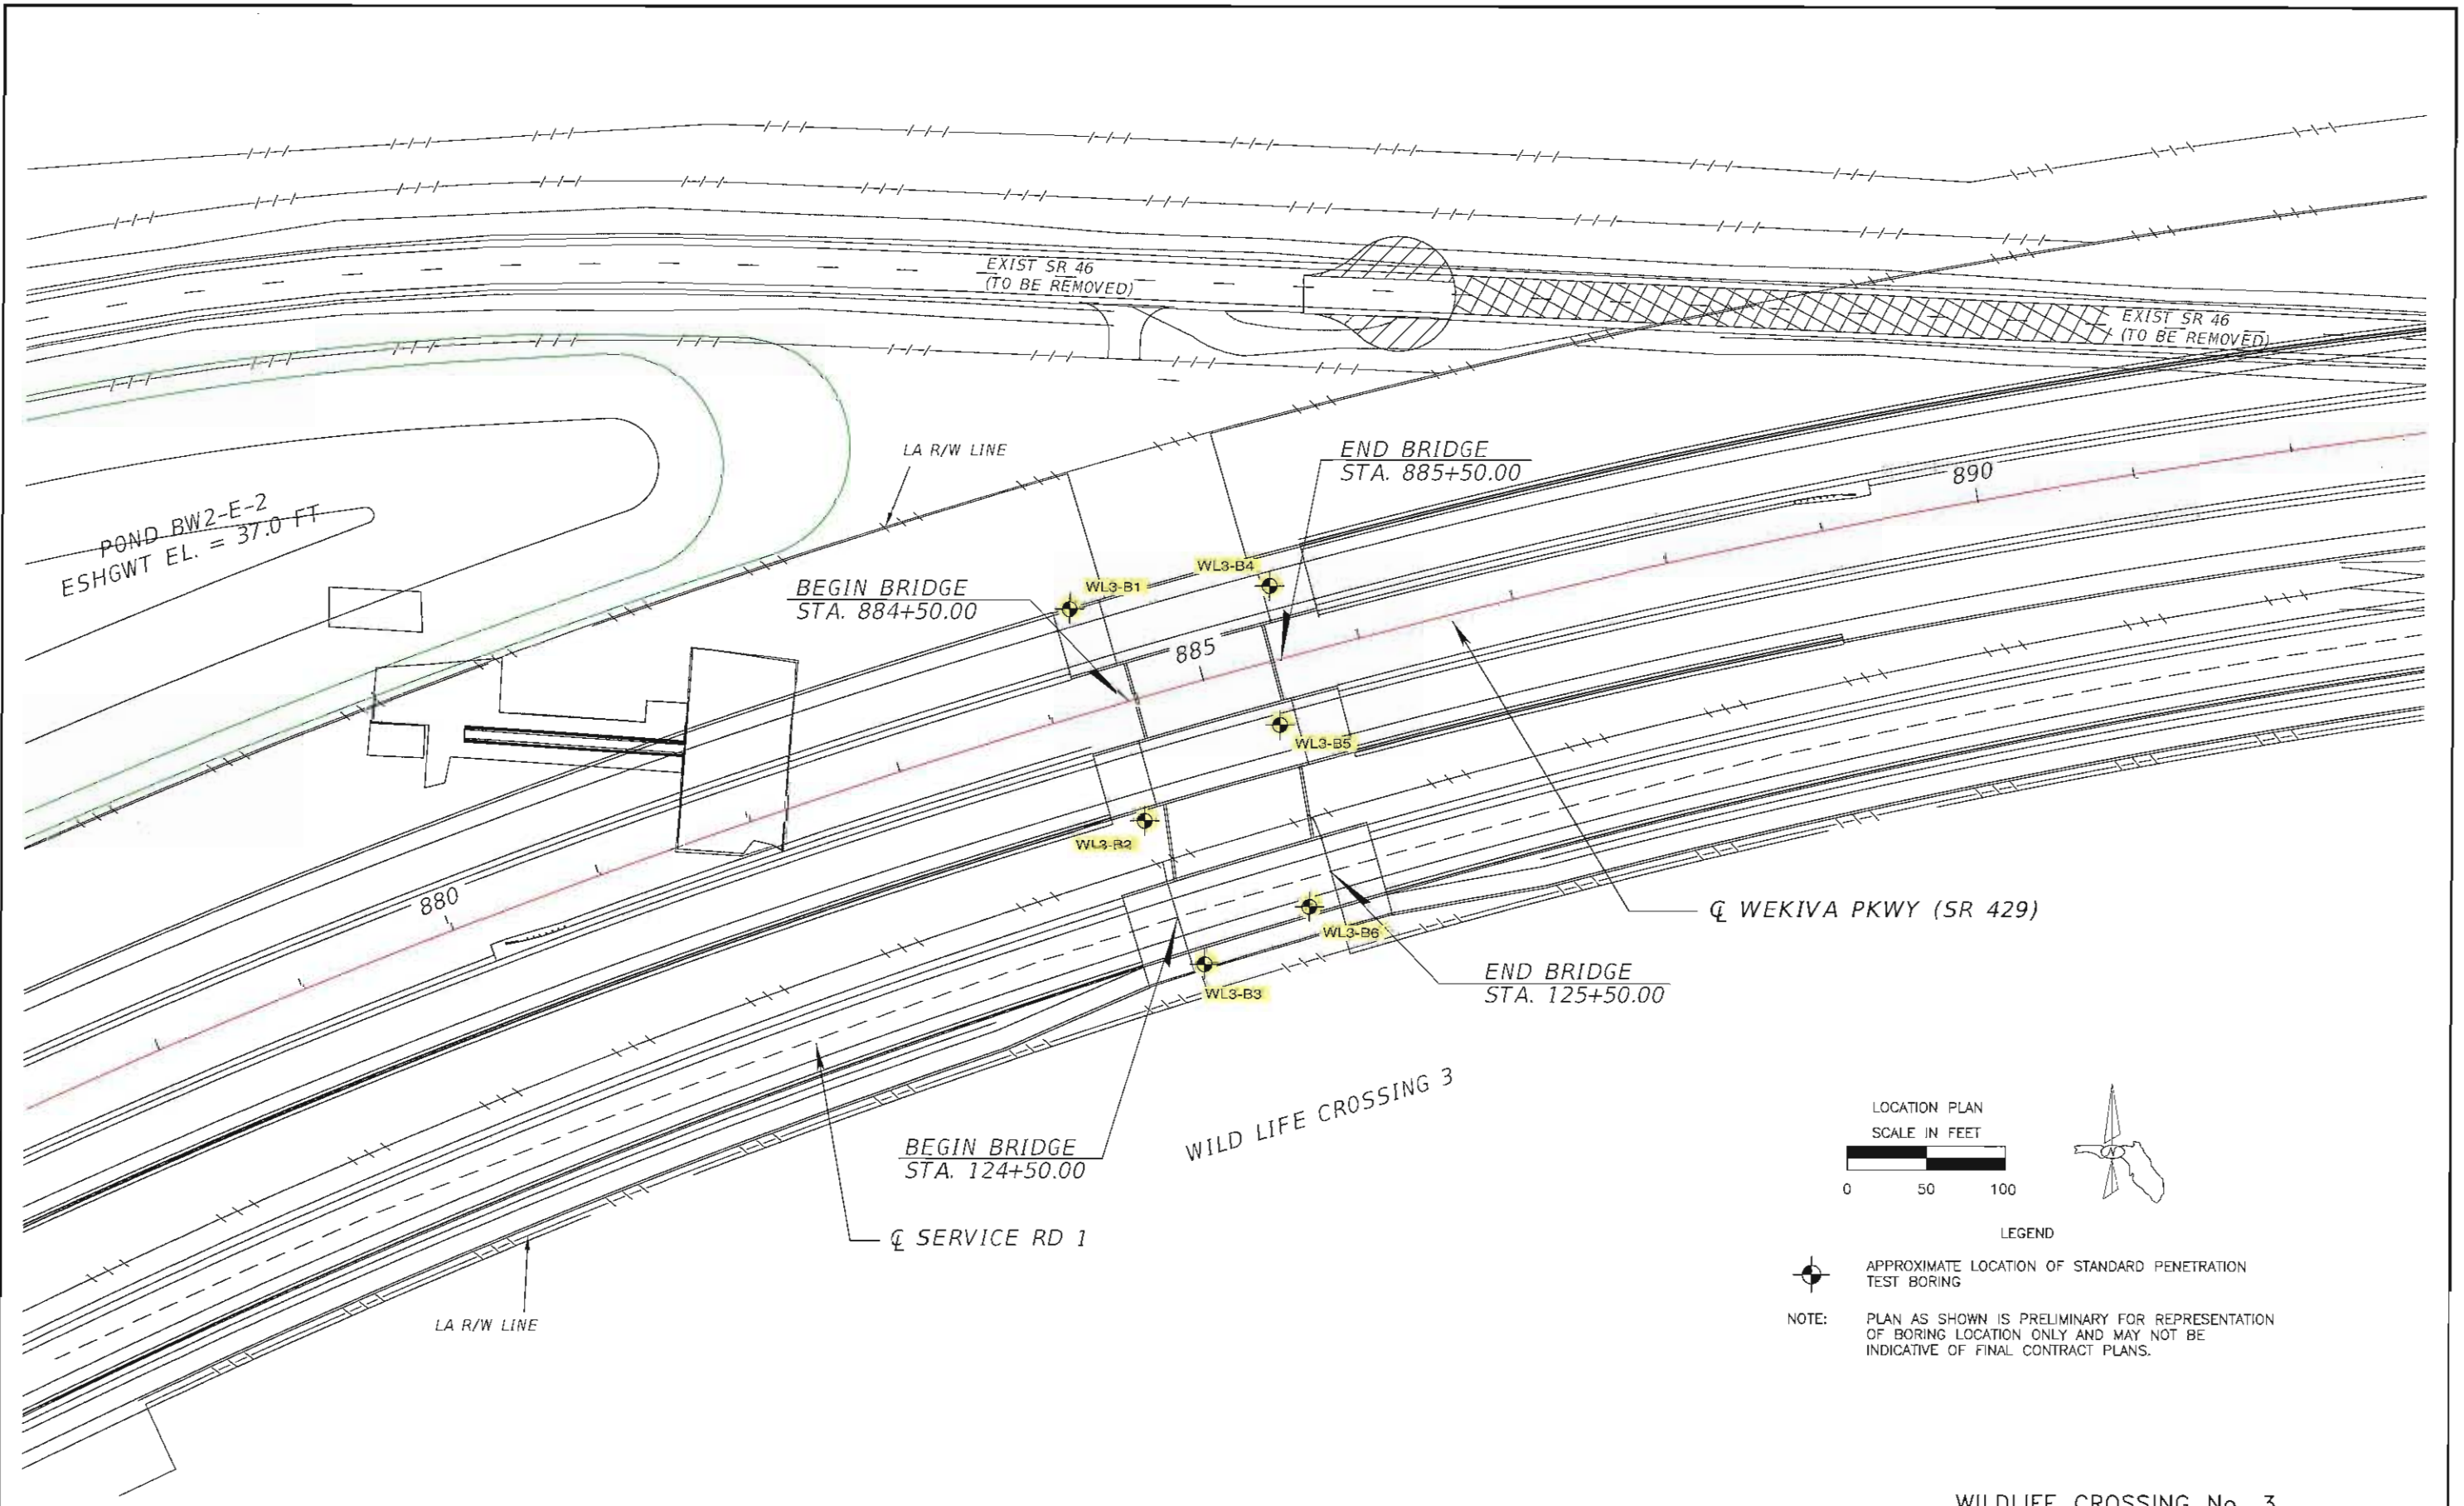 EXIST SR 46
(TO BE REMOVED)
EXIST SR 46
(TO BE REMOVED)
LA R/W LINE
END BRIDGE
STA. 885+50.00
890
POND BW2-E-2
ESHGWT EL. = 37.0 FT
WL3-B4
WL3-B1
BEGIN BRIDGE
STA. 884+50.00
885
WL3-B5
WL3-B2
880
℄ WEKIVA PKWY (SR 429)
WL3-B6
END BRIDGE
STA. 125+50.00
WL3-B3
WILD LIFE CROSSING 3
BEGIN BRIDGE
STA. 124+50.00
℄ SERVICE RD 1
LA R/W LINE
LOCATION PLAN
SCALE IN FEET
0 50 100
N
LEGEND
APPROXIMATE LOCATION OF STANDARD PENETRATION
TEST BORING
NOTE: PLAN AS SHOWN IS PRELIMINARY FOR REPRESENTATION
OF BORING LOCATION ONLY AND MAY NOT BE
INDICATIVE OF FINAL CONTRACT PLANS.
WILDLIFE CROSSING No. 3